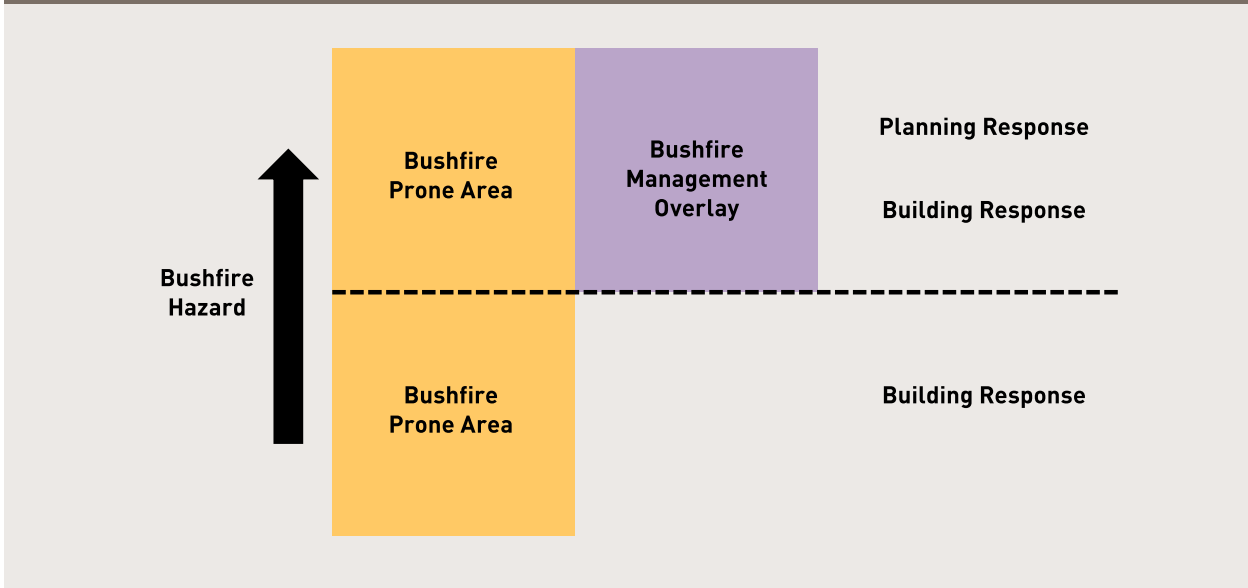 Bushfire
Prone Area
Bushfire
Management
Overlay
Planning Response
Building Response
Bushfire
Hazard
Bushfire
Prone Area
Building Response